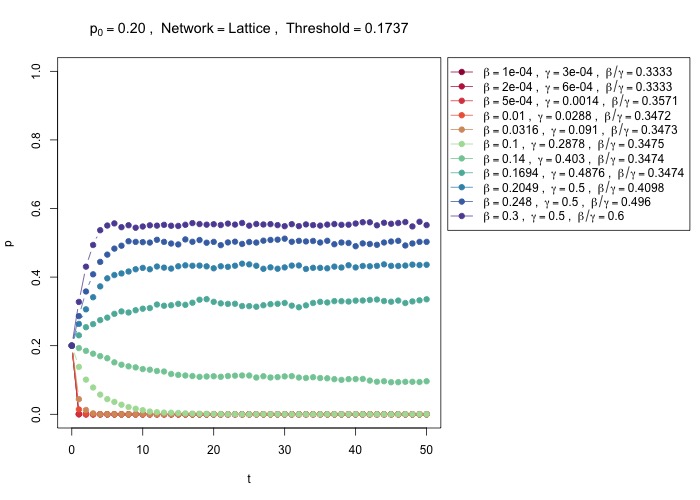 p₀ = 0.20 , Network = Lattice , Threshold = 0.1737
1.0
0.8
0.6
0.4
0.2
0.0
p
0 10 20 30 40 50
t
β = 1e-04 , γ = 3e-04 , β/γ = 0.3333
β = 2e-04 , γ = 6e-04 , β/γ = 0.3333
β = 5e-04 , γ = 0.0014 , β/γ = 0.3571
β = 0.01 , γ = 0.0288 , β/γ = 0.3472
β = 0.0316 , γ = 0.091 , β/γ = 0.3473
β = 0.1 , γ = 0.2878 , β/γ = 0.3475
β = 0.14 , γ = 0.403 , β/γ = 0.3474
β = 0.1694 , γ = 0.4876 , β/γ = 0.3474
β = 0.2049 , γ = 0.5 , β/γ = 0.4098
β = 0.248 , γ = 0.5 , β/γ = 0.496
β = 0.3 , γ = 0.5 , β/γ = 0.6